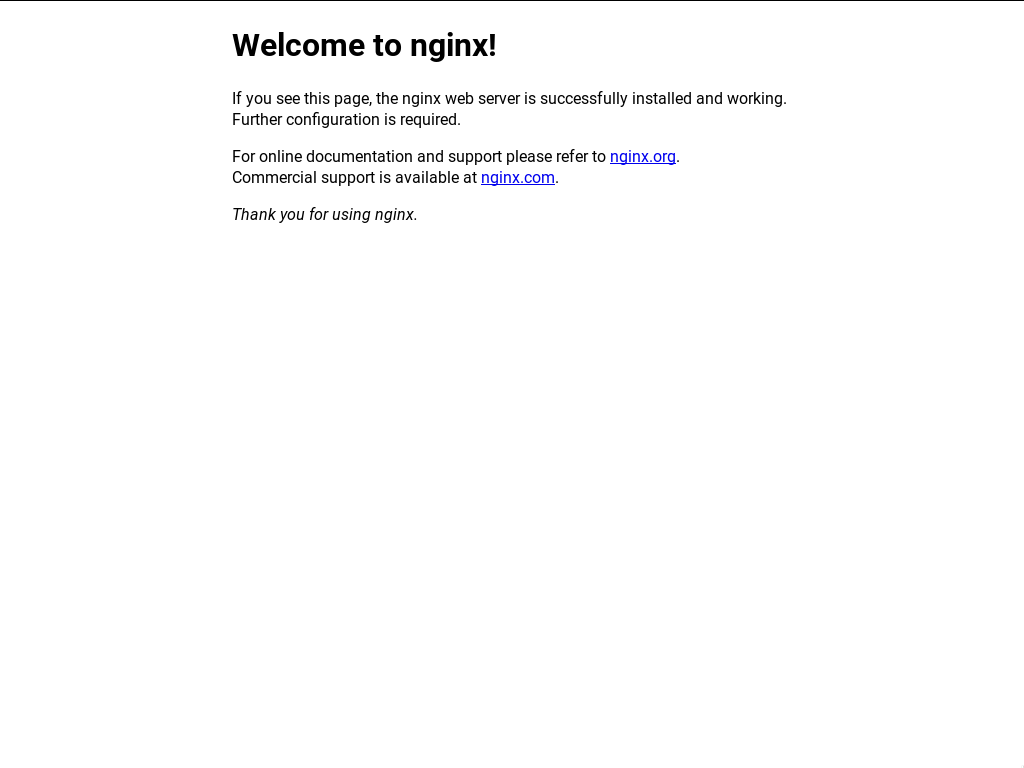 Welcome to nginx!
If you see this page, the nginx web server is successfully installed and working.
Further configuration is required.
For online documentation and support please refer to nginx.org.
Commercial support is available at nginx.com.
Thank you for using nginx.